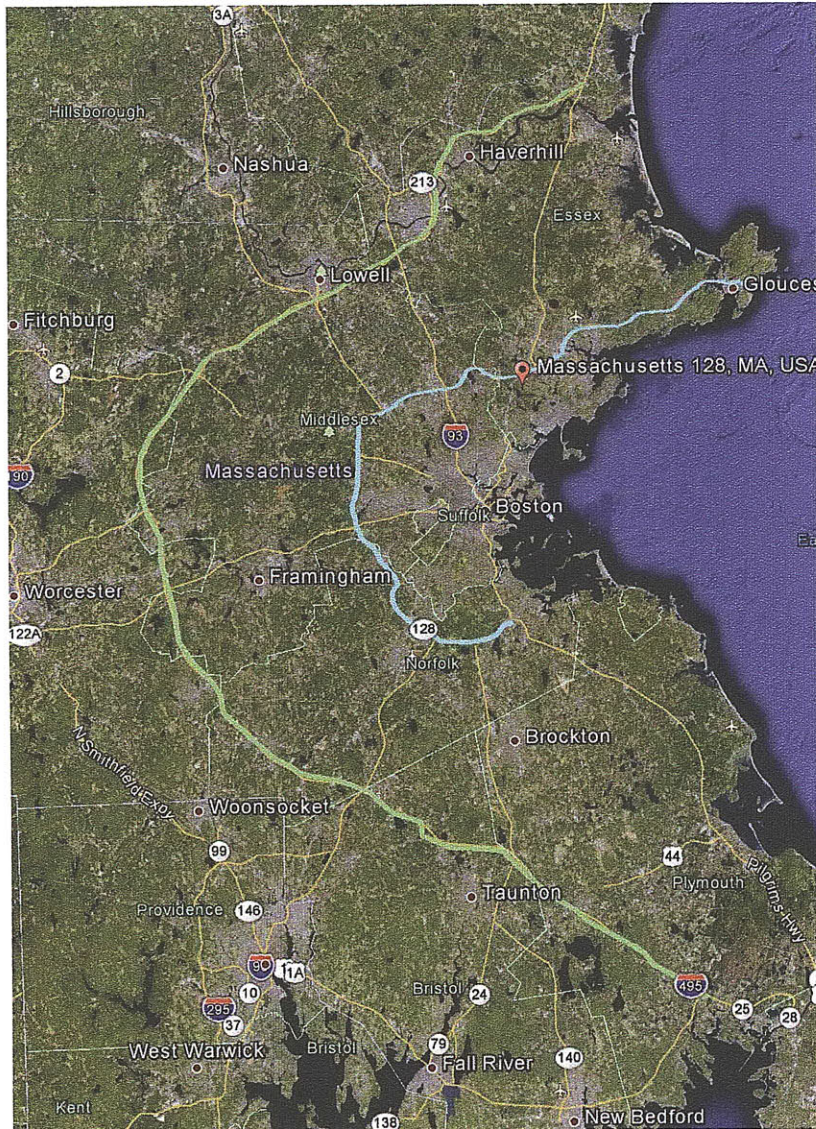 3A
Hillsborough
Nashua
Haverhill
213
Essex
Lowell
Glouces
Fitchburg
2
Massachusetts 128, MA, USA
Middlesex
93
190
Massachusetts
Boston
Suffolk
Ea
Framingham
Worcester
122A
128
Norfolk
Brockton
N Smithfield Expy
Woonsocket
99
44
Plymouth
Pilgrims Hwy
Taunton
Providence
146
1A
495
Bristol
24
10
25
28
295
37
79
140
Bristol
West Warwick
Fall River
Kent
138
New Bedford